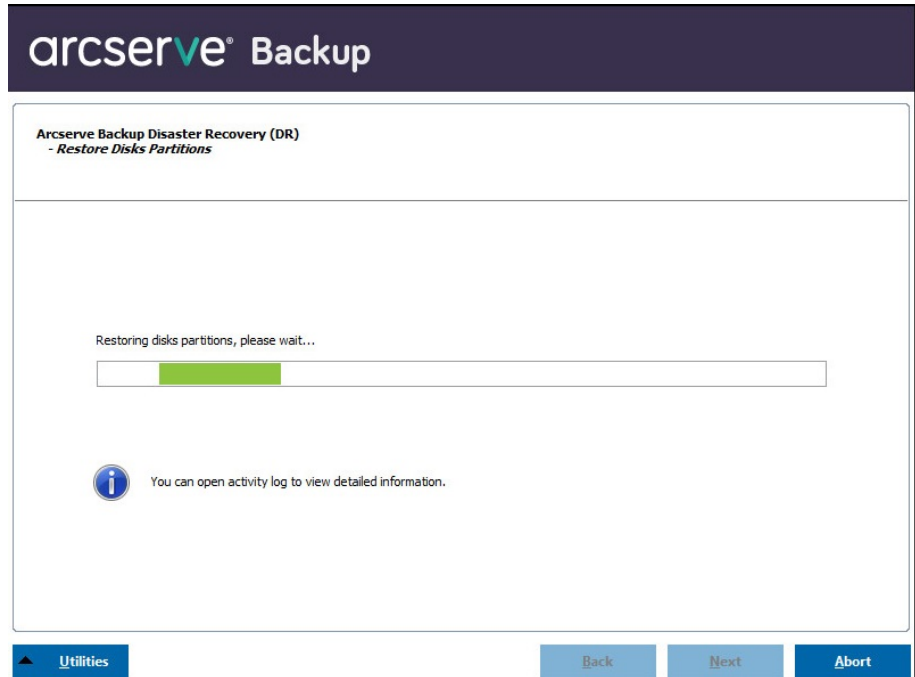 arcserve® Backup
Arcserve Backup Disaster Recovery (DR)
- Restore Disks Partitions
Restoring disks partitions, please wait...
You can open activity log to view detailed information.
Utilities
Back
Next
Abort